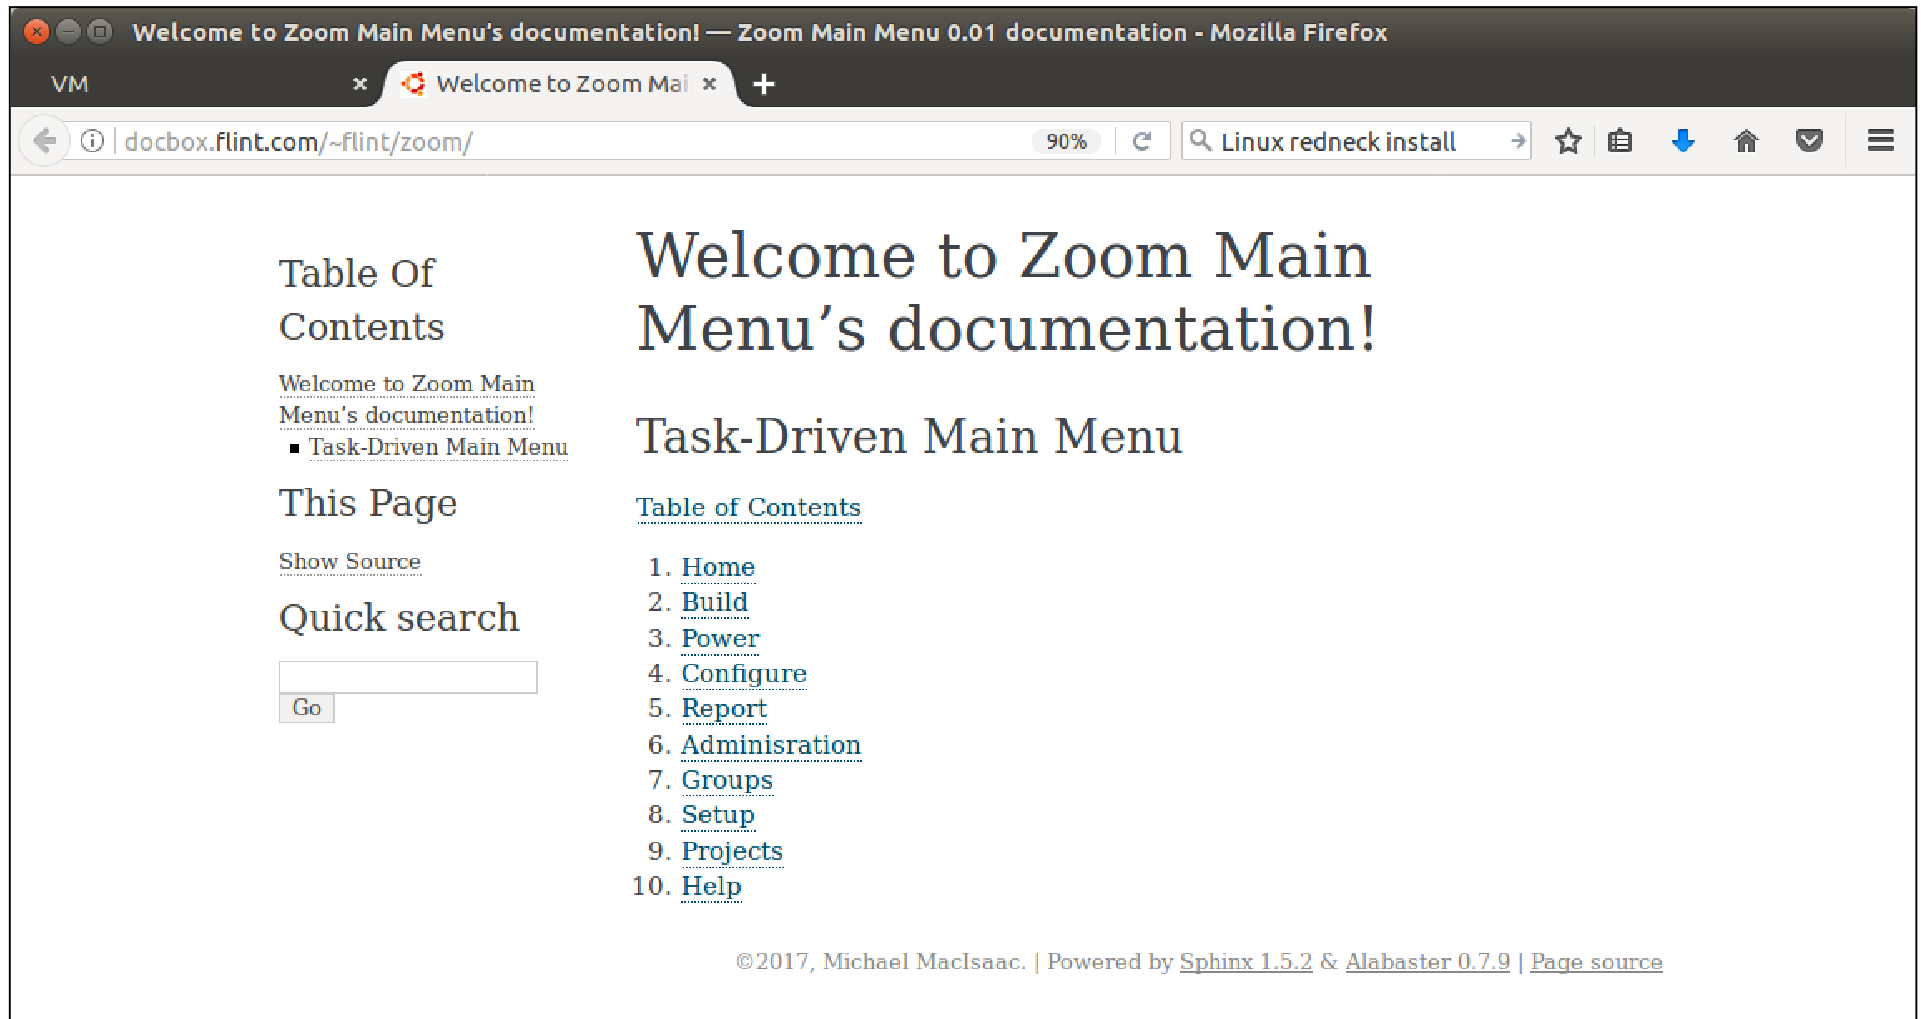 Welcome to Zoom Main Menu’s documentation! — Zoom Main Menu 0.01 documentation - Mozilla Firefox
VM
Welcome to Zoom Mai
docbox.flint.com/~flint/zoom/
90%
Linux redneck install
Table Of
Contents
Welcome to Zoom Main
Menu’s documentation!
Task-Driven Main Menu
This Page
Show Source
Quick search
Go
Welcome to Zoom Main
Menu’s documentation!
Task-Driven Main Menu
Table of Contents
1. Home
2. Build
3. Power
4. Configure
5. Report
6. Adminisration
7. Groups
8. Setup
9. Projects
10. Help
©2017, Michael MacIsaac. | Powered by Sphinx 1.5.2 & Alabaster 0.7.9 | Page source